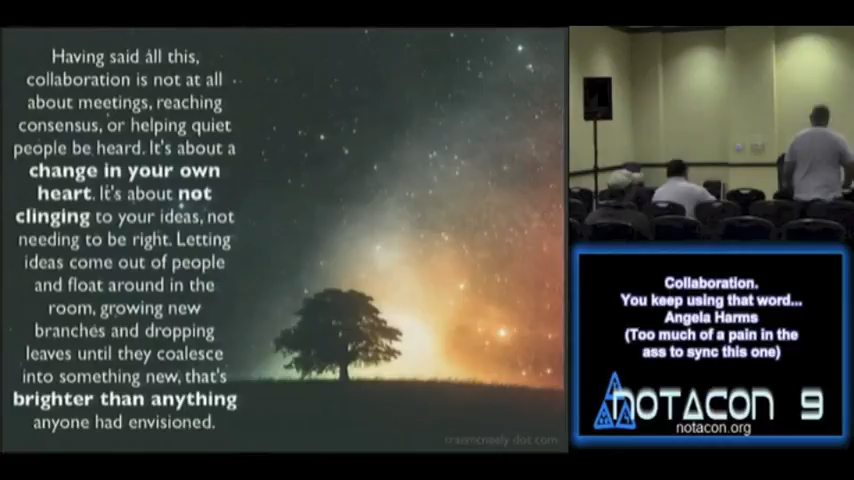 Having said all this,
collaboration is not at all
about meetings, reaching
consensus, or helping quiet
people be heard. It's about a
change in your own
heart. It's about not
clinging to your ideas, not
needing to be right. Letting
ideas come out of people
and float around in the
room, growing new
branches and dropping
leaves until they coalesce
into something new, that's
brighter than anything
anyone had envisioned.
Collaboration.
You keep using that word...
Angela Harms
(Too much of a pain in the
ass to sync this one)
NOTACON 9
notacon.org